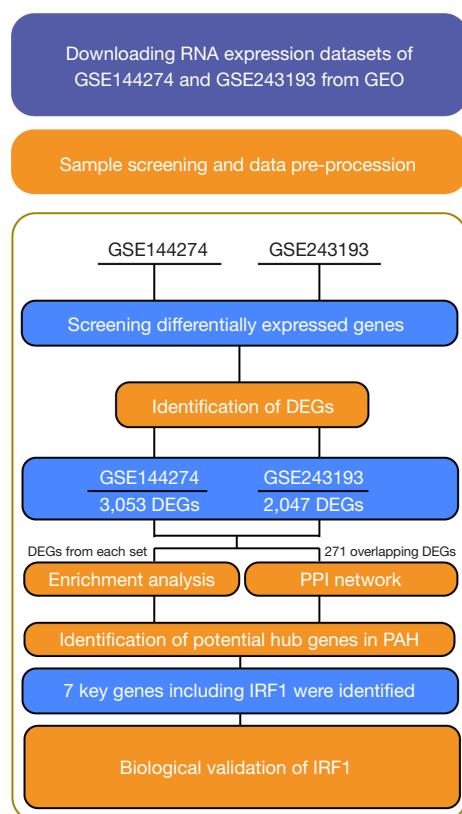 Downloading RNA expression datasets of
GSE144274 and GSE243193 from GEO
Sample screening and data pre-procession
GSE144274 GSE243193
Screening differentially expressed genes
Identification of DEGs
GSE144274 GSE243193
3,053 DEGs 2,047 DEGs
DEGs from each set 271 overlapping DEGs
Enrichment analysis PPI network
Identification of potential hub genes in PAH
7 key genes including IRF1 were identified
Biological validation of IRF1